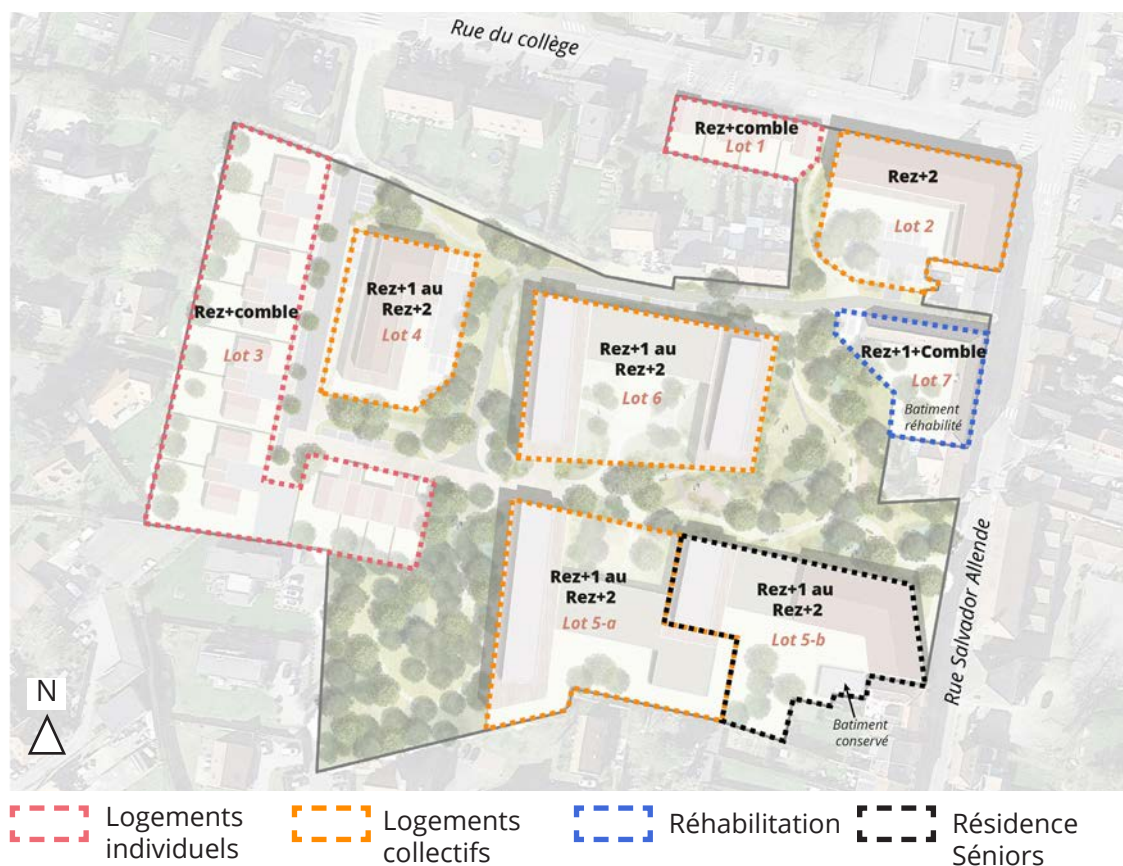 Rue du collège
Rez+comble
Lot 1
Rez+2
Lot 2
Rez+1 au
Rez+2
Lot 4
Rez+comble
Lot 3
Rez+1 au
Rez+2
Lot 6
Rez+1+Comble
Lot 7
Batiment
réhabilité
Rez+1 au
Rez+2
Lot 5-a
Rez+1 au
Rez+2
Lot 5-b
Batiment
conservé
Rue Salvador Allende
N
Logements
individuels
Logements
collectifs
Réhabilitation
Résidence
Séniors